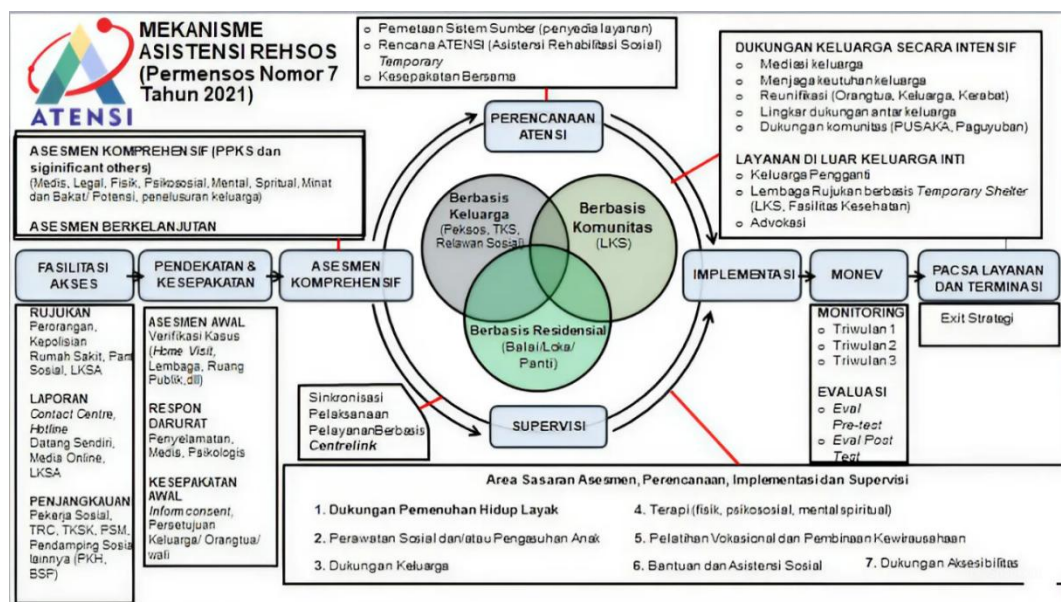 MEKANISME
ASISTENSI REHSOS
(Permensos Nomor 7
Tahun 2021)
ATENSI
o Pemetaan Sistem Sumber (penyedia layanan)
o Rencana ATENSI (Asistensi Rehabilitasi Sosial)
Temporary
o Kesepakatan Bersama
DUKUNGAN KELUARGA SECARA INTENSIF
o Mediasi keluarga
o Menjaga keutuhan keluarga
o Reunifikasi (Orangtua, Keluarga, Kerabat)
o Lingkar dukungan antar keluarga
o Dukungan komunitas (PUSAKA, Paguyuban)
LAYANAN DI LUAR KELUARGA INTI
o Keluarga Pengganti
o Lembaga Rujukan berbasis Temporary Shelter
(LKS, Fasilitas Kesehatan)
o Advokasi
ASESMEN KOMPREHENSIF (PPKS dan
siginificant others)
(Medis, Legal, Fisik, Psikososial, Mental, Spritual, Minat
dan Bakat/ Potensi, penelusuran keluarga)
ASESMEN BERKELANJUTAN
PERENCANAAN
ATENSI
Berbasis
Keluarga
(Peksos, TKS,
Relawan Sosial)
Berbasis
Komunitas
(LKS)
Berbasis Residensial
(Balai/Loka/
Panti)
FASILITASI
AKSES
PENDEKATAN &
KESEPAKATAN
ASESMEN
KOMPREHENSIF
IMPLEMENTASI
MONEV
PACSA LAYANAN
DAN TERMINASI
SUPERVISI
RUJUKAN
Perorangan,
Kepolisian
Rumah Sakit, Pan
Sosial, LKSA
LAPORAN
Contact Centre,
Hotline
Datang Sendiri,
Media Online,
LKSA
PENJANGKAUAN
Pekerja Sosial,
TRC, TKSK, PSM,
Pendamping Sosia
lainnya (PKH,
BSP)
ASESMEN AWAL
Verifikasi Kasus
(Home Visit,
Lembaga, Ruang
Publik,dll)
RESPON
DARURAT
Penyelamatan,
Medis, Psikologis
KESEPAKATAN
AWAL
Inform consent,
Persetujuan
Keluarga/ Orangtua/
wali
Sinkronisasi
Pelaksanaan
Pelayanan Berbasis
Centrelink
MONITORING
o Triwulan 1
o Triwulan 2
o Triwulan 3
EVALUASI
o Eval
Pre-test
o Eval Post
Test
Exit Strategi
Area Sasaran Asesmen, Perencanaan, Implementasi dan Supervisi
1. Dukungan Pemenuhan Hidup Layak
2. Perawatan Sosial dan/atau Pengasuhan Anak
3. Dukungan Keluarga
4. Terapi (fisik, psikososial, mental spiritual)
5. Pelatihan Vokasional dan Pembinaan Kewirausahaan
6. Bantuan dan Asistensi Sosial
7. Dukungan Aksesibilitas